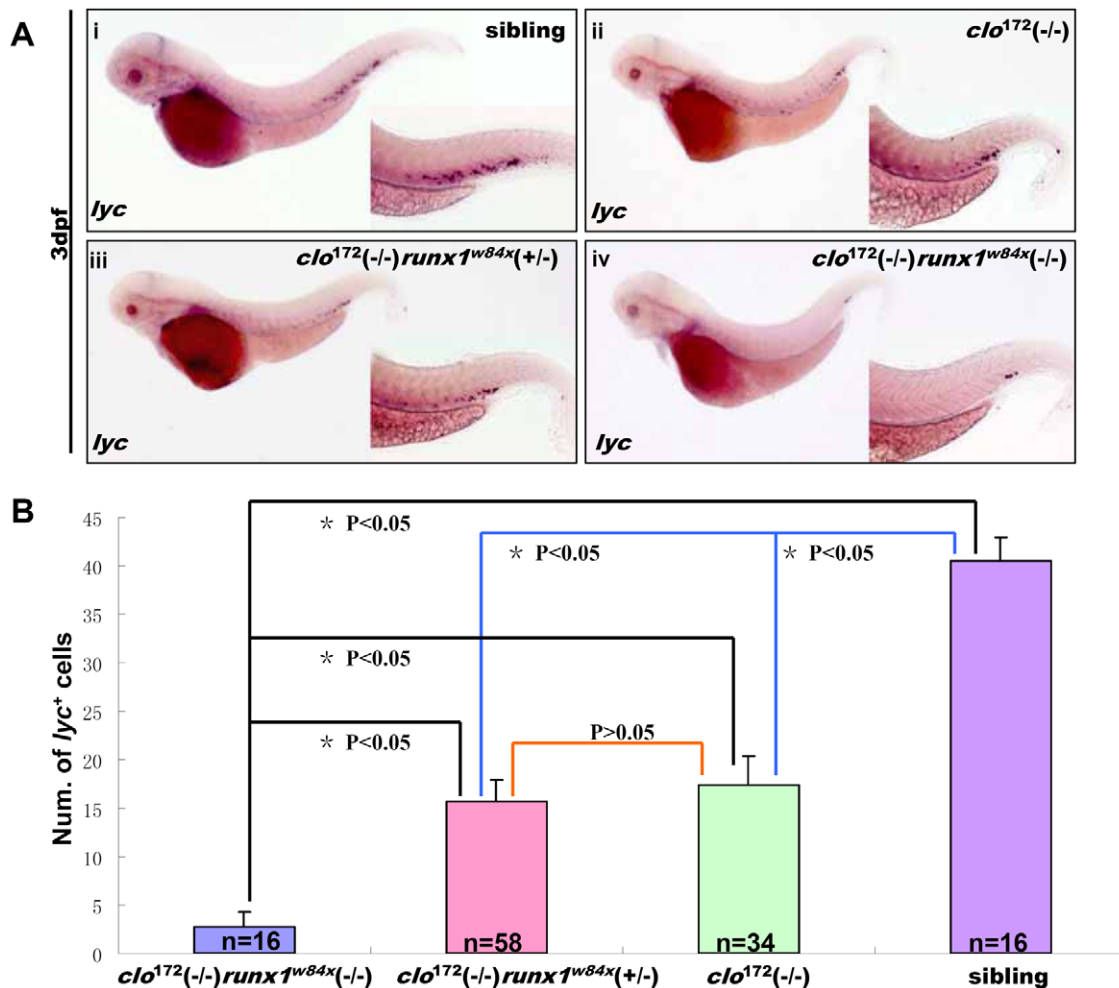 A
3dpf
i
sibling
lyc
ii
clo¹⁷²(-/-)
lyc
iii
clo¹⁷²(-/-)runx1ʷ⁸⁴ˣ(+/-)
lyc
iv
clo¹⁷²(-/-)runx1ʷ⁸⁴ˣ(-/-)
lyc
B
Num. of lyc⁺ cells
45
40
35
30
25
20
15
10
5
0
* P<0.05
* P<0.05
* P<0.05
* P<0.05
* P<0.05
P>0.05
n=16
n=58
n=34
n=16
clo¹⁷²(-/-)runx1ʷ⁸⁴ˣ(-/-)
clo¹⁷²(-/-)runx1ʷ⁸⁴ˣ(+/-)
clo¹⁷²(-/-)
sibling